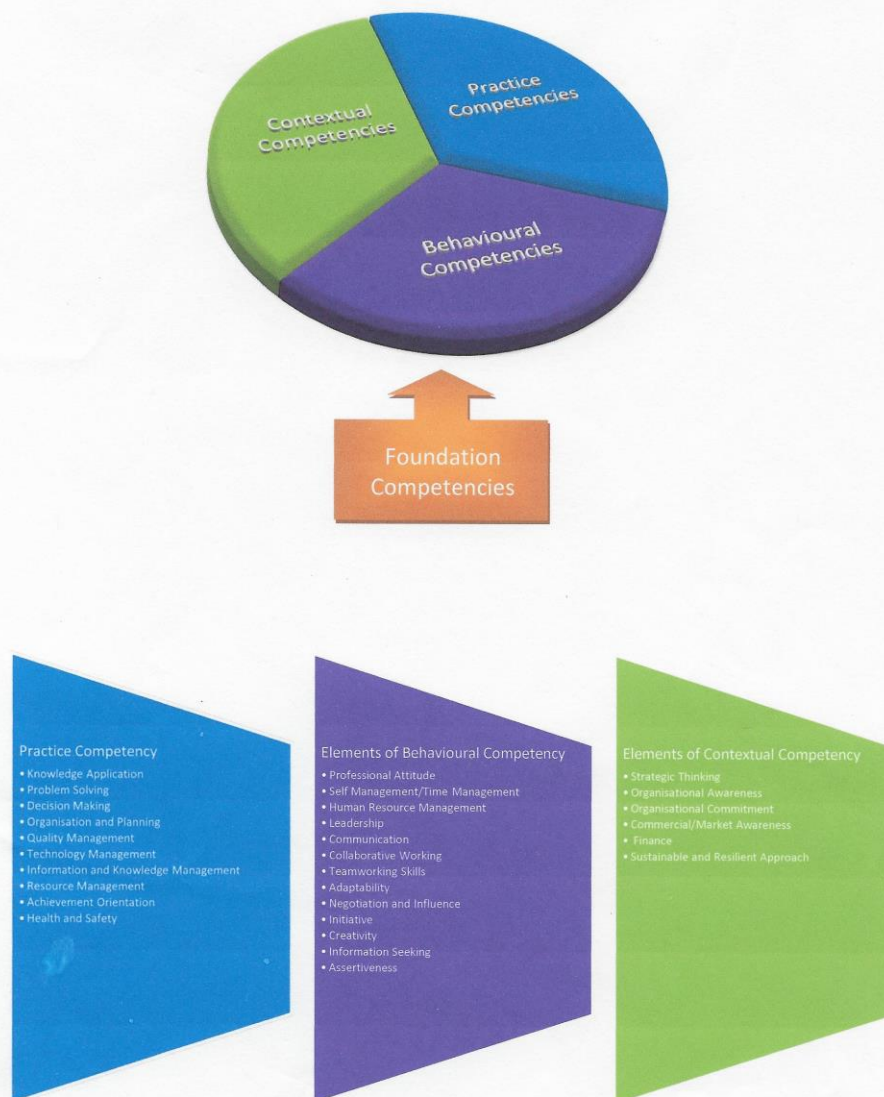 Contextual
Competencies
Practice
Competencies
Behavioural
Competencies
Foundation
Competencies
Practice Competency
• Knowledge Application
• Problem Solving
• Decision Making
• Organisation and Planning
• Quality Management
• Technology Management
• Information and Knowledge Management
• Resource Management
• Achievement Orientation
• Health and Safety
Elements of Behavioural Competency
• Professional Attitude
• Self Management/Time Management
• Human Resource Management
• Leadership
• Communication
• Collaborative Working
• Teamworking Skills
• Adaptability
• Negotiation and Influence
• Initiative
• Creativity
• Information Seeking
• Assertiveness
Elements of Contextual Competency
• Strategic Thinking
• Organisational Awareness
• Organisational Commitment
• Commercial/Market Awareness
• Finance
• Sustainable and Resilient Approach